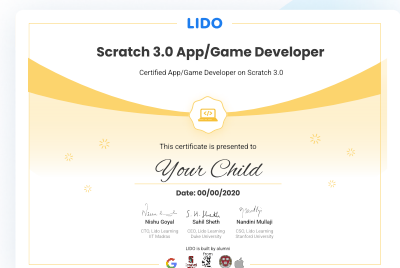 LIDO
Scratch 3.0 App/Game Developer
Certified App/Game Developer on Scratch 3.0
This certificate is presented to
Your Child
Date: 00/00/2020
Nishu Goyal
Sahil Sheth
Nandini Mullaji
CTO, Lido Learning
CEO, Lido Learning
CSO, Lido Learning
IIT Madras
Duke University
Stanford University
LIDO is built by alumni